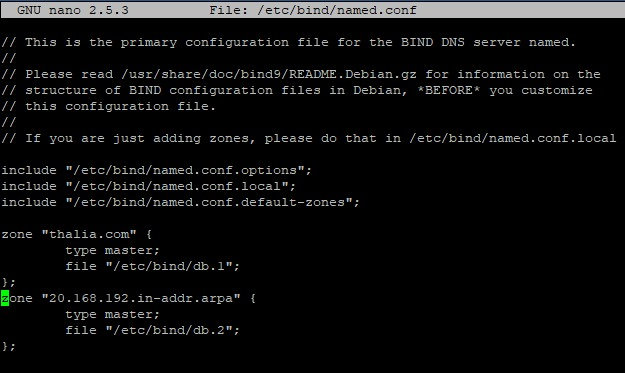 GNU nano 2.5.3 File: /etc/bind/named.conf
// This is the primary configuration file for the BIND DNS server named.
//
// Please read /usr/share/doc/bind9/README.Debian.gz for information on the
// structure of BIND configuration files in Debian, *BEFORE* you customize
// this configuration file.
//
// If you are just adding zones, please do that in /etc/bind/named.conf.local
include "/etc/bind/named.conf.options";
include "/etc/bind/named.conf.local";
include "/etc/bind/named.conf.default-zones";
zone "thalia.com" {
type master;
file "/etc/bind/db.1";
};
zone "20.168.192.in-addr.arpa" {
type master;
file "/etc/bind/db.2";
};